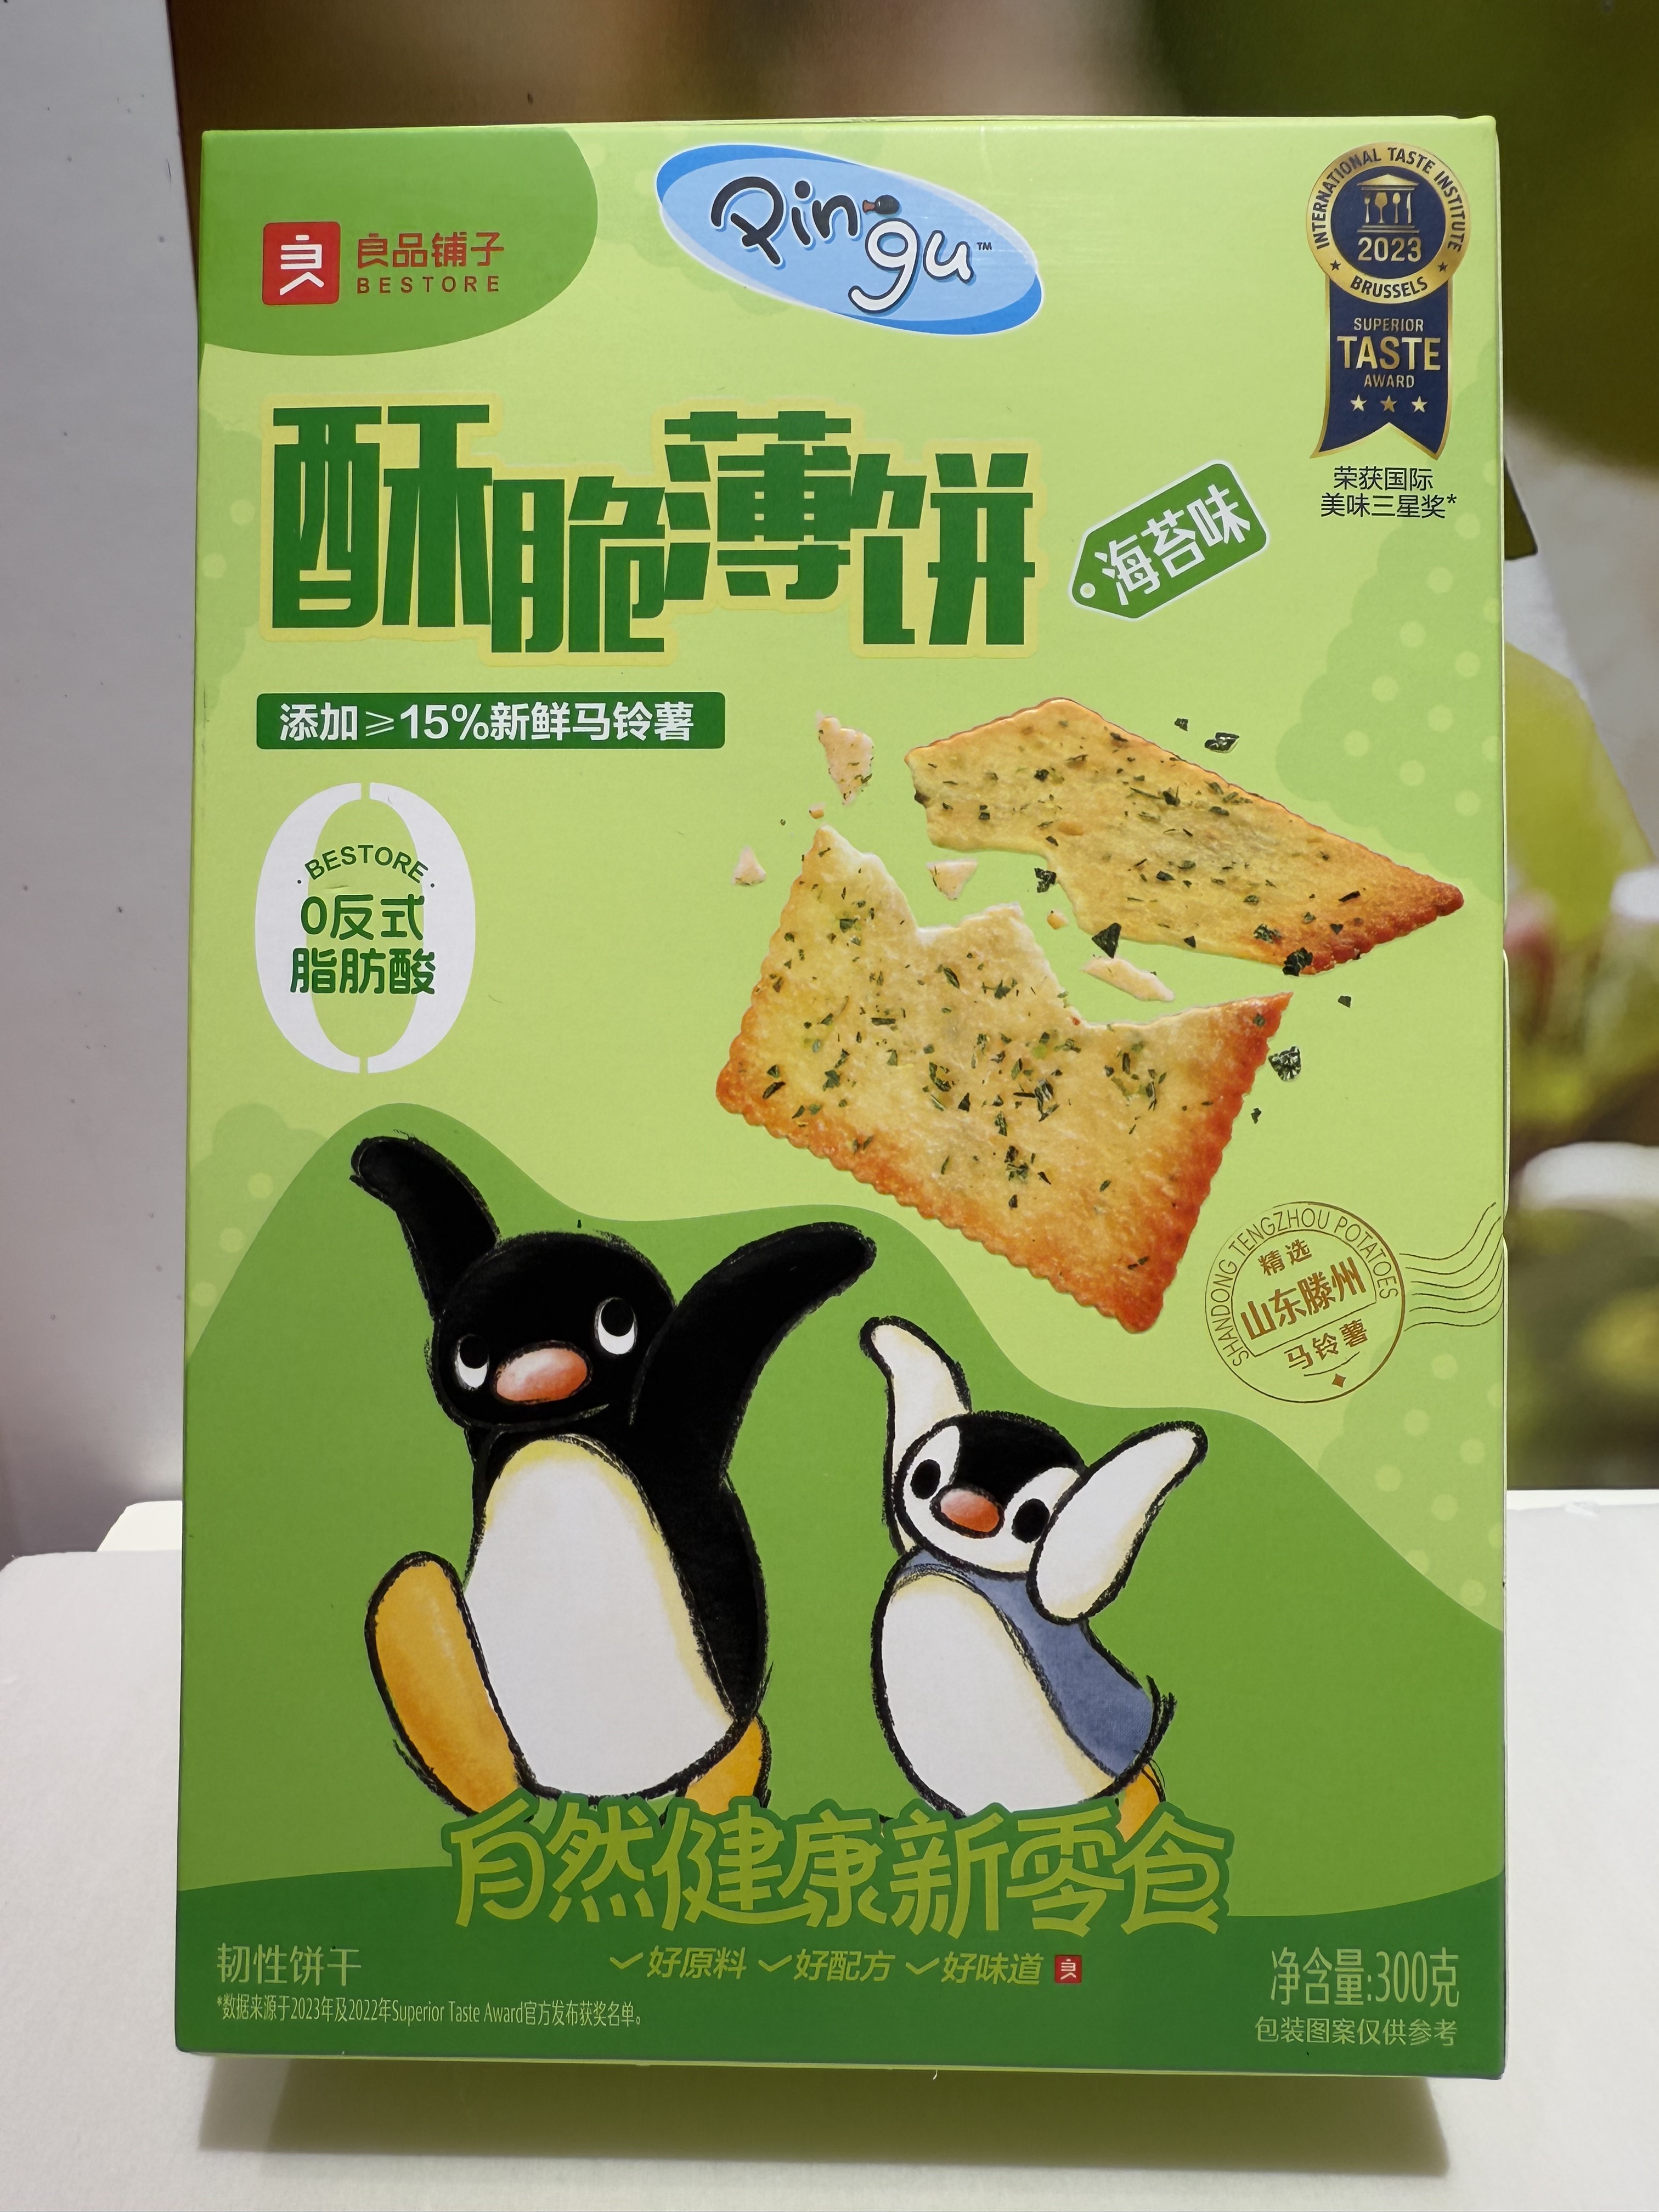 良品铺子
BESTORE
Pingu™
INTERNATIONAL TASTE INSTITUTE
2023
BRUSSELS
SUPERIOR
TASTE
AWARD
荣获国际
美味三星奖*
酥脆薄饼
海苔味
添加≥15%新鲜马铃薯
BESTORE
0反式
脂肪酸
SHANDONG TENGZHOU POTATOES
精选
山东滕州
马铃薯
自然健康新零食
好原料 好配方 好味道
韧性饼干
*数据来源于2023年及2022年Superior Taste Award官方发布获奖名单。
净含量:300克
包装图案仅供参考